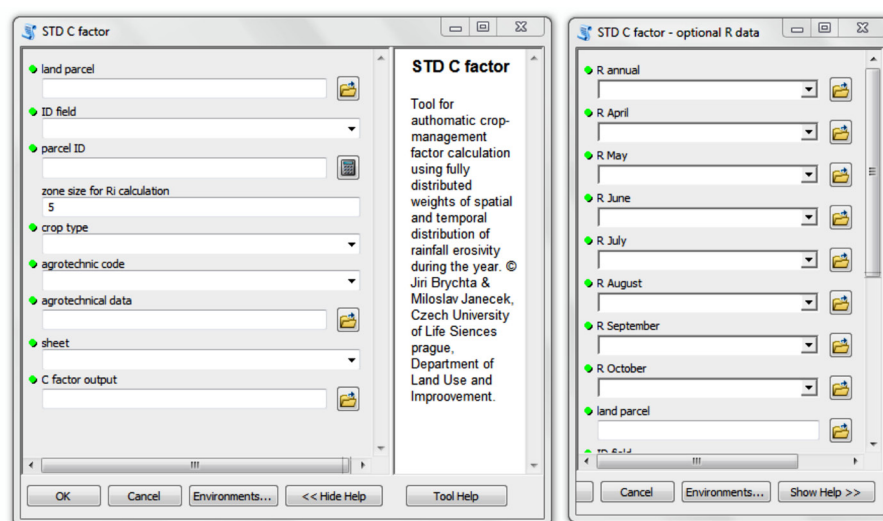 STD C factor
land parcel
ID field
parcel ID
zone size for Ri calculation
5
crop type
agrotechnic code
agrotechnical data
sheet
C factor output
OK
Cancel
Environments...
<< Hide Help
Tool Help
STD C factor
Tool for
authomatic crop-
management
factor calculation
using fully
distributed
weights of spatial
and temporal
distribution of
rainfall erosivity
during the year. ©
Jiri Brychta &
Miloslav Janecek,
Czech University
of Life Siences
prague,
Department of
Land Use and
Improovement.
STD C factor - optional R data
R annual
R April
R May
R June
R July
R August
R September
R October
land parcel
ID field
Cancel
Environments...
Show Help >>